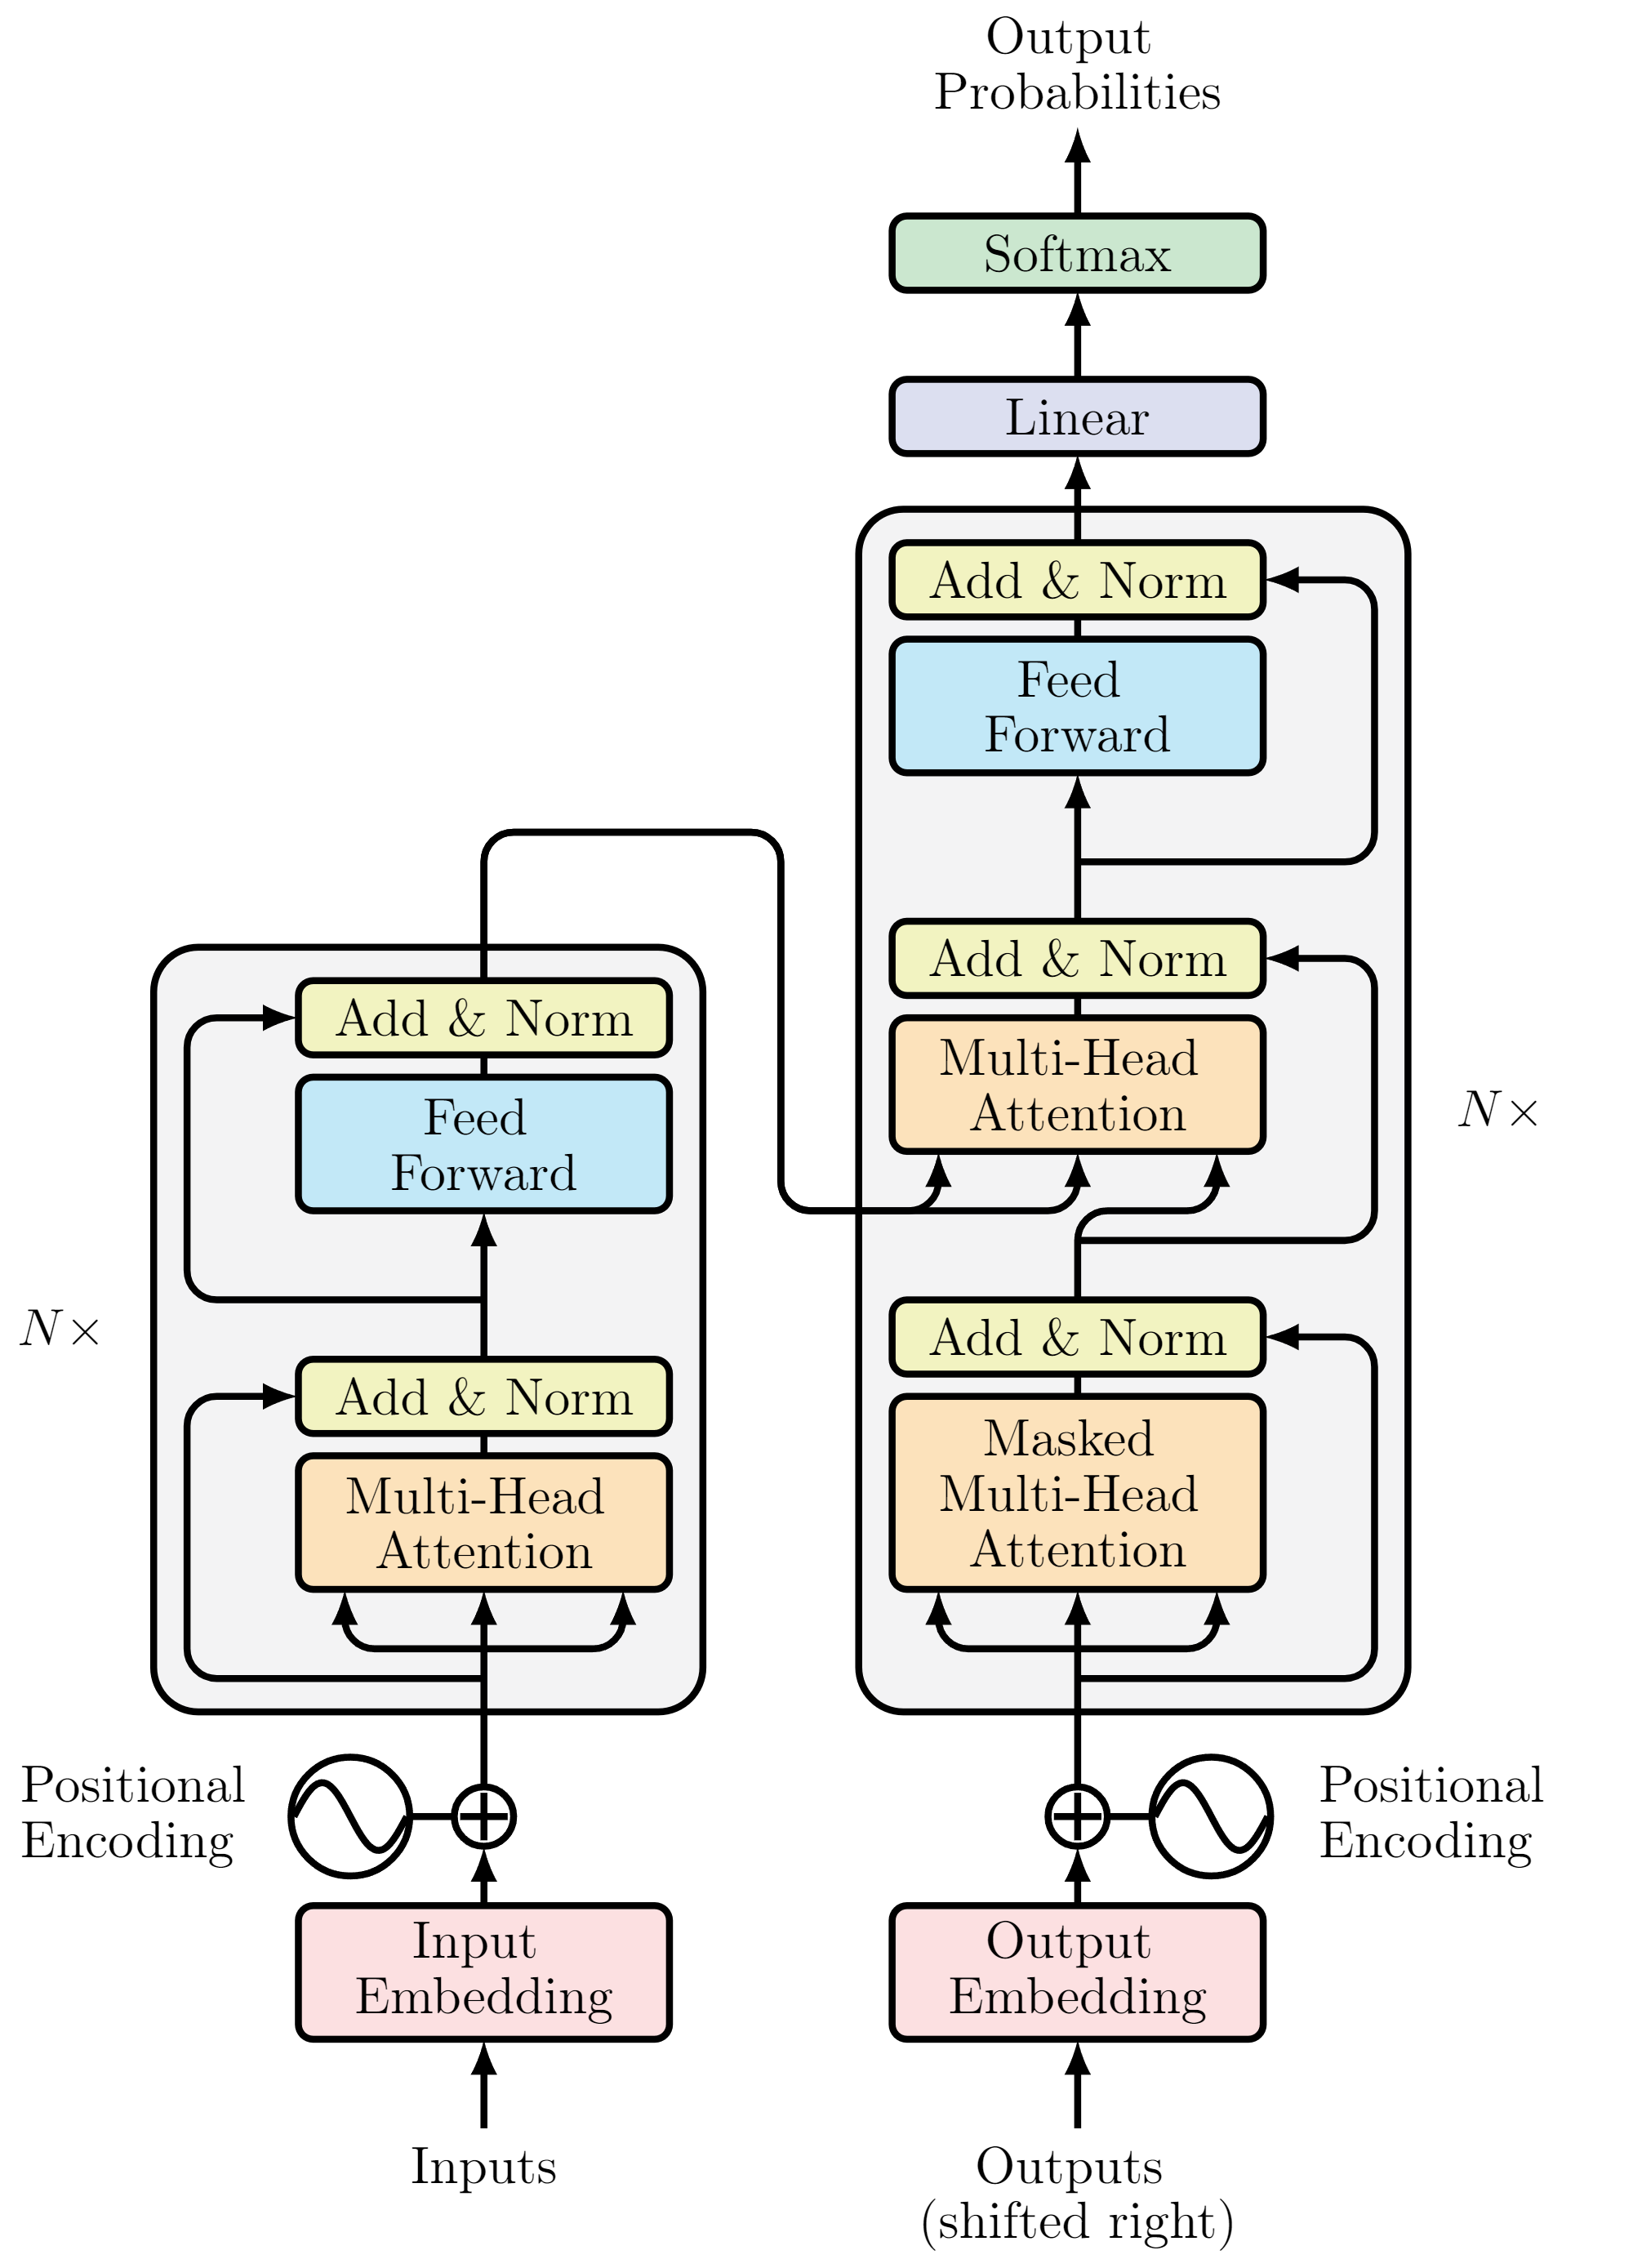 Output
Probabilities
Softmax
Linear
Add & Norm
Feed
Forward
Add & Norm
Multi-Head
Attention
N×
Add & Norm
Masked
Multi-Head
Attention
Positional
Encoding
Output
Embedding
Outputs
(shifted right)
Add & Norm
Feed
Forward
N×
Add & Norm
Multi-Head
Attention
Positional
Encoding
Input
Embedding
Inputs